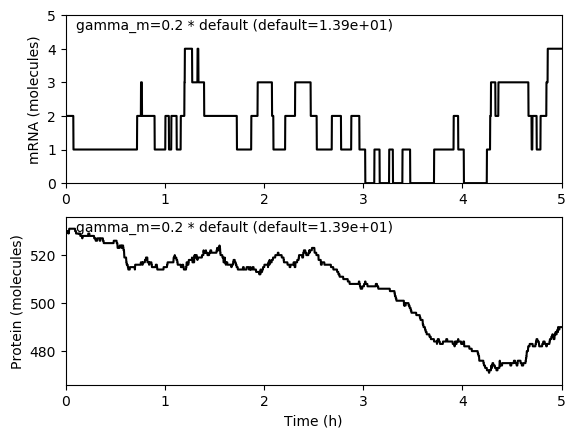 gamma_m=0.2 * default (default=1.39e+01)
mRNA (molecules)
5
4
3
2
1
0
0 1 2 3 4 5
gamma_m=0.2 * default (default=1.39e+01)
Protein (molecules)
520
500
480
0 1 2 3 4 5
Time (h)